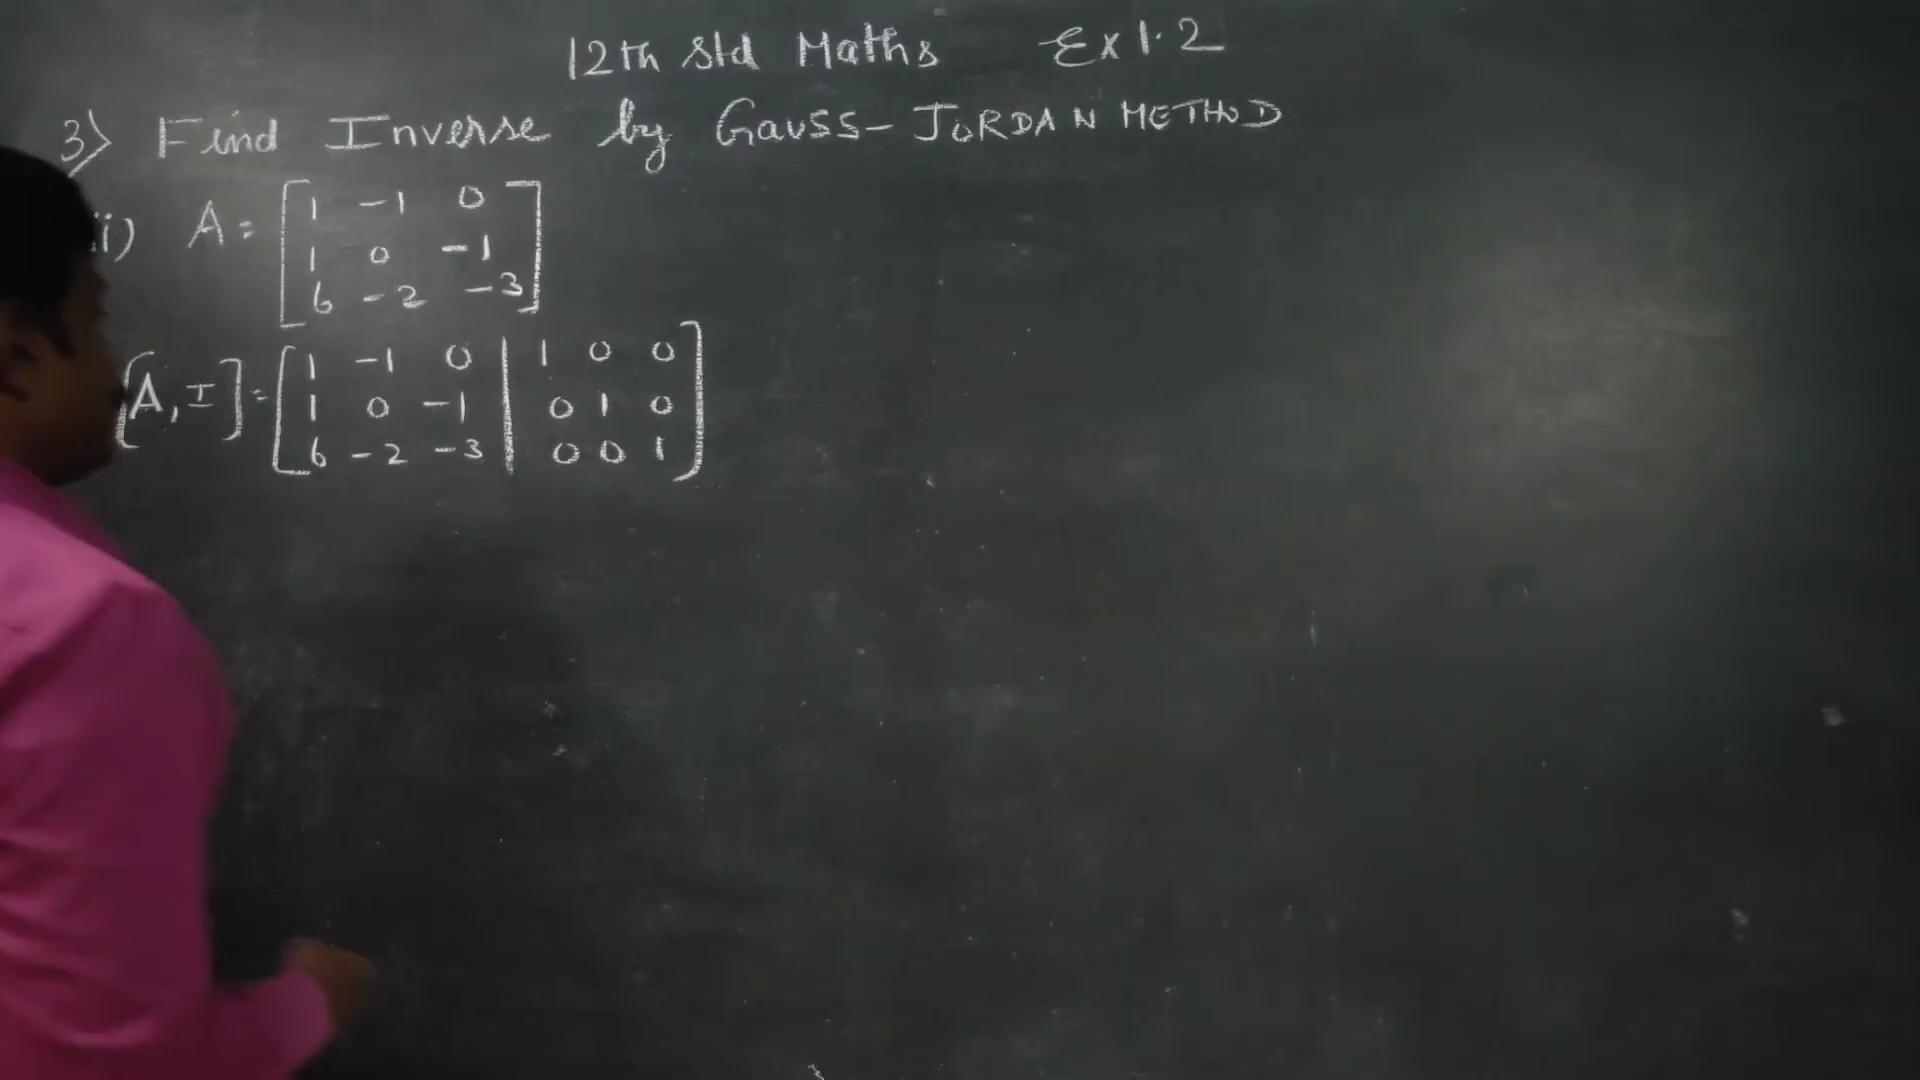 12th Std Maths Ex 1.2
3) Find Inverse by Gauss-JORDAN METHOD
ii) A = [ 1 -1 0
1 0 -1
6 -2 -3 ]
[A, I] = [ 1 -1 0 | 1 0 0
1 0 -1 | 0 1 0
6 -2 -3 | 0 0 1 ]